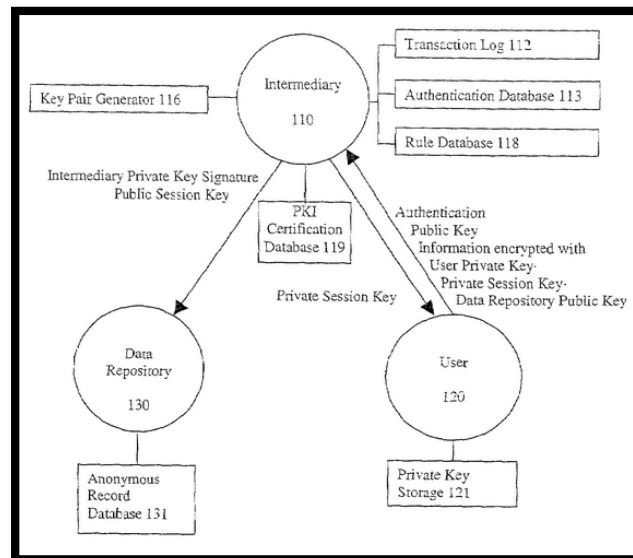 Transaction Log 112
Intermediary
110
Key Pair Generator 116
Authentication Database 113
Rule Database 118
Intermediary Private Key Signature
Public Session Key
PKI
Certification
Database 119
Authentication
Public Key
Information encrypted with
User Private Key·
Private Session Key·
Data Repository Public Key
Private Session Key
Data
Repository
130
User
120
Anonymous
Record
Database 131
Private Key
Storage 121